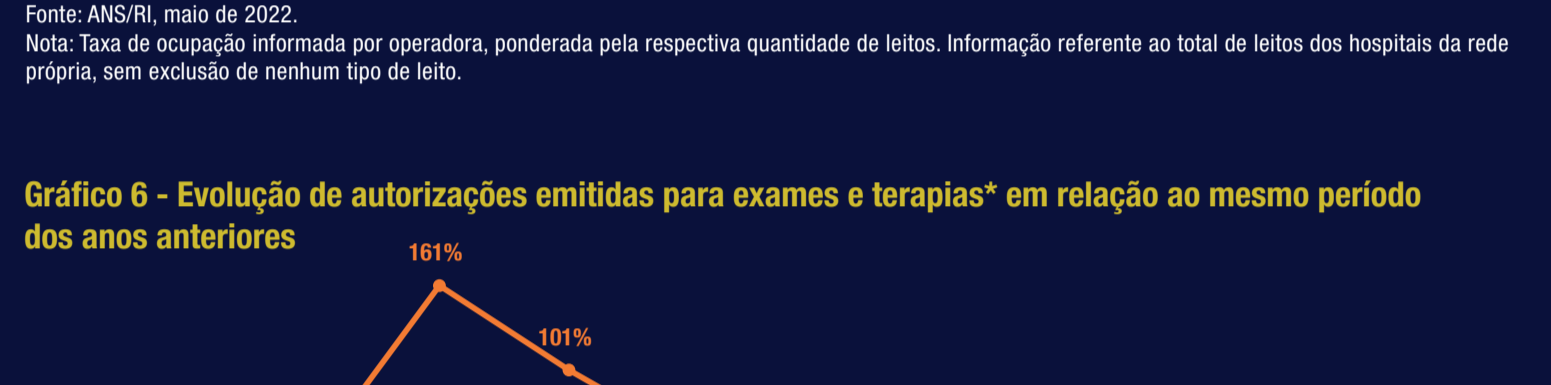 Fonte: ANS/RI, maio de 2022.
Nota: Taxa de ocupação informada por operadora, ponderada pela respectiva quantidade de leitos. Informação referente ao total de leitos dos hospitais da rede
própria, sem exclusão de nenhum tipo de leito.
Gráfico 6 - Evolução de autorizações emitidas para exames e terapias* em relação ao mesmo período
dos anos anteriores
161%
101%